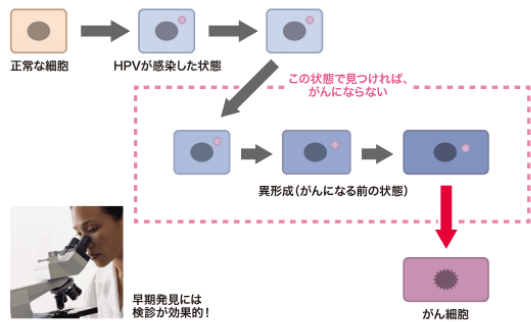 正常な細胞
HPVが感染した状態
この状態で見つければ、
がんにならない
異形成(がんになる前の状態)
早期発見には
検診が効果的!
がん細胞